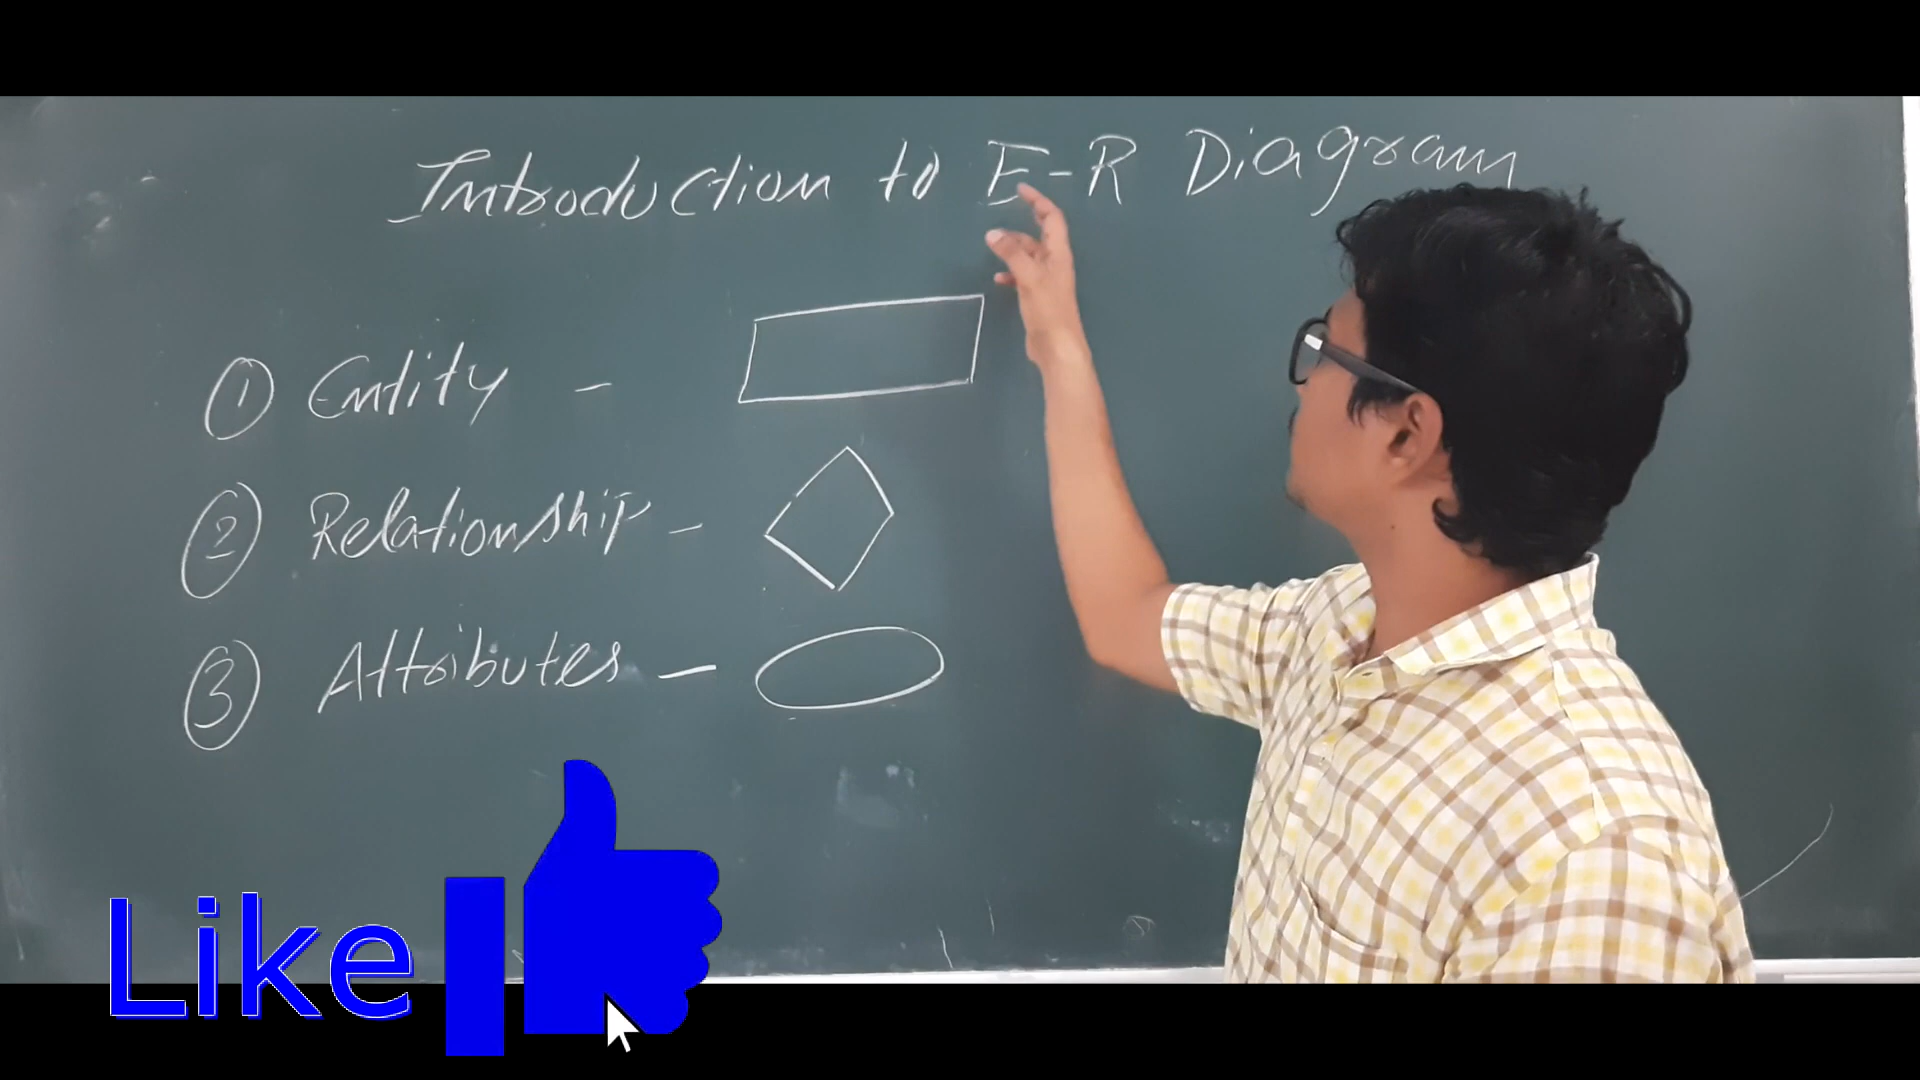 Introduction to E-R Diagram
① Entity -
② Relationship -
③ Attributes -
Like